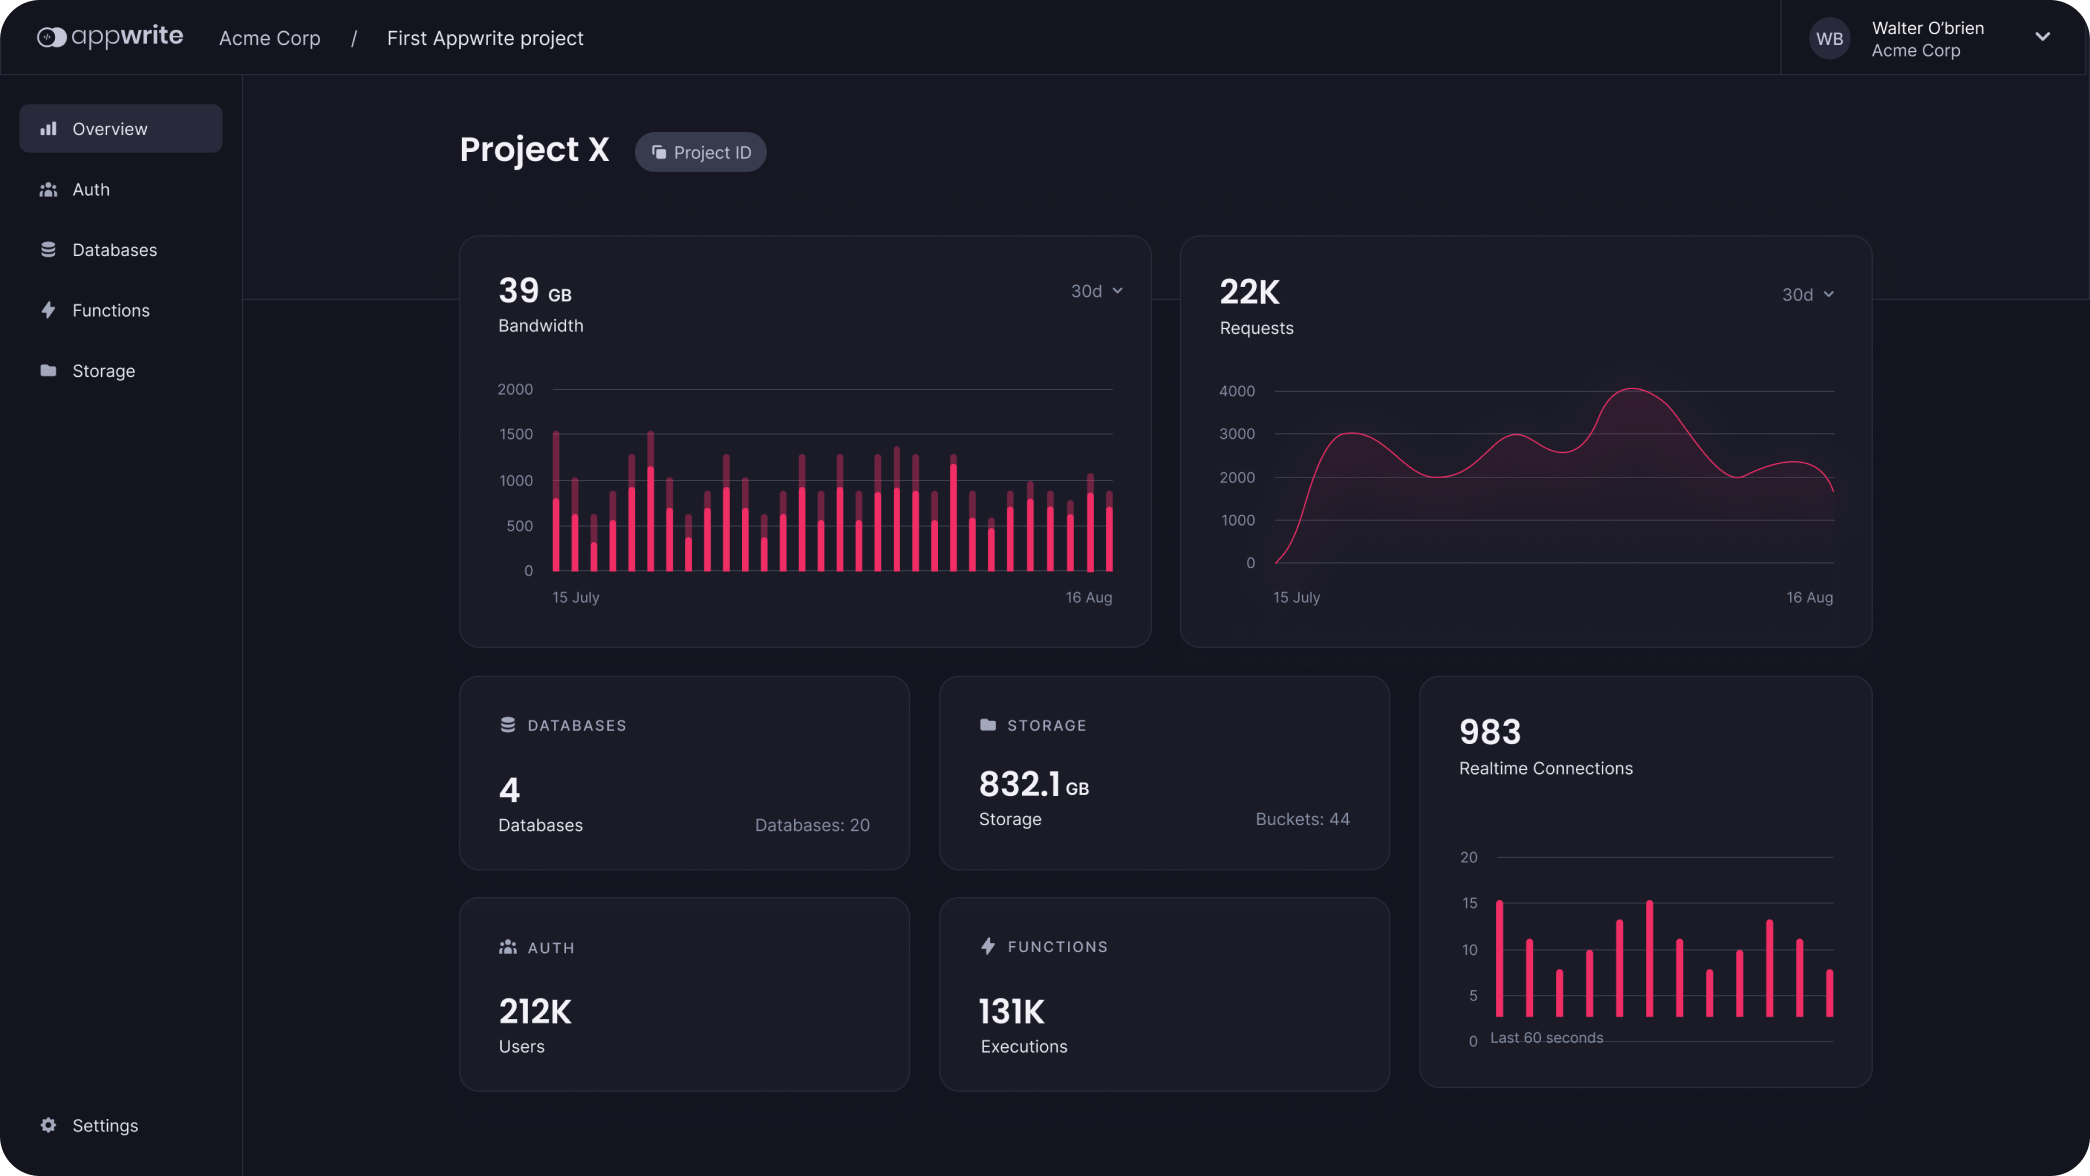 appwrite Acme Corp / First Appwrite project
WB
Walter O’brien
Acme Corp
Overview
Auth
Databases
Functions
Storage
Settings
Project X
Project ID
39 GB
30d
Bandwidth
2000
1500
1000
500
0
15 July 16 Aug
22K
30d
Requests
4000
3000
2000
1000
0
15 July 16 Aug
DATABASES
4
Databases Databases: 20
STORAGE
832.1 GB
Storage Buckets: 44
983
Realtime Connections
20
15
10
5
0 Last 60 seconds
AUTH
212K
Users
FUNCTIONS
131K
Executions